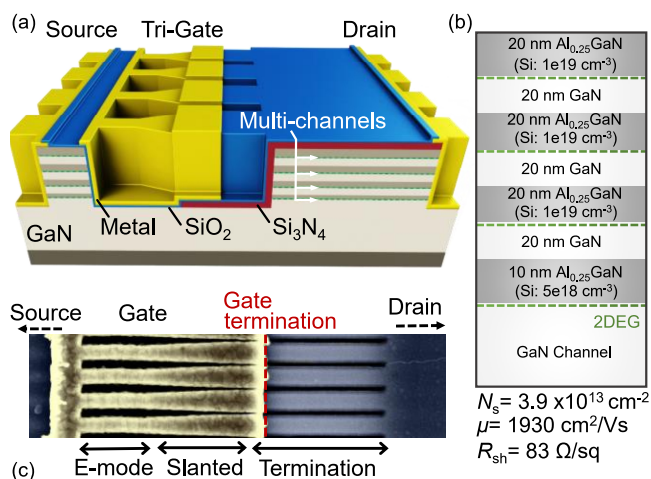 (a)
Source
Tri-Gate
Drain
Multi-channels
Metal
SiO2
Si3N4
GaN
Source
Gate
Gate
termination
Drain
E-mode
Slanted
Termination
(c)
(b)
20 nm Al0.25GaN
(Si: 1e19 cm-3)
20 nm GaN
20 nm Al0.25GaN
(Si: 1e19 cm-3)
20 nm GaN
20 nm Al0.25GaN
(Si: 1e19 cm-3)
20 nm GaN
10 nm Al0.25GaN
(Si: 5e18 cm-3)
2DEG
GaN Channel
Ns= 3.9 x10^13 cm-2
μ= 1930 cm2/Vs
Rsh= 83 Ω/sq